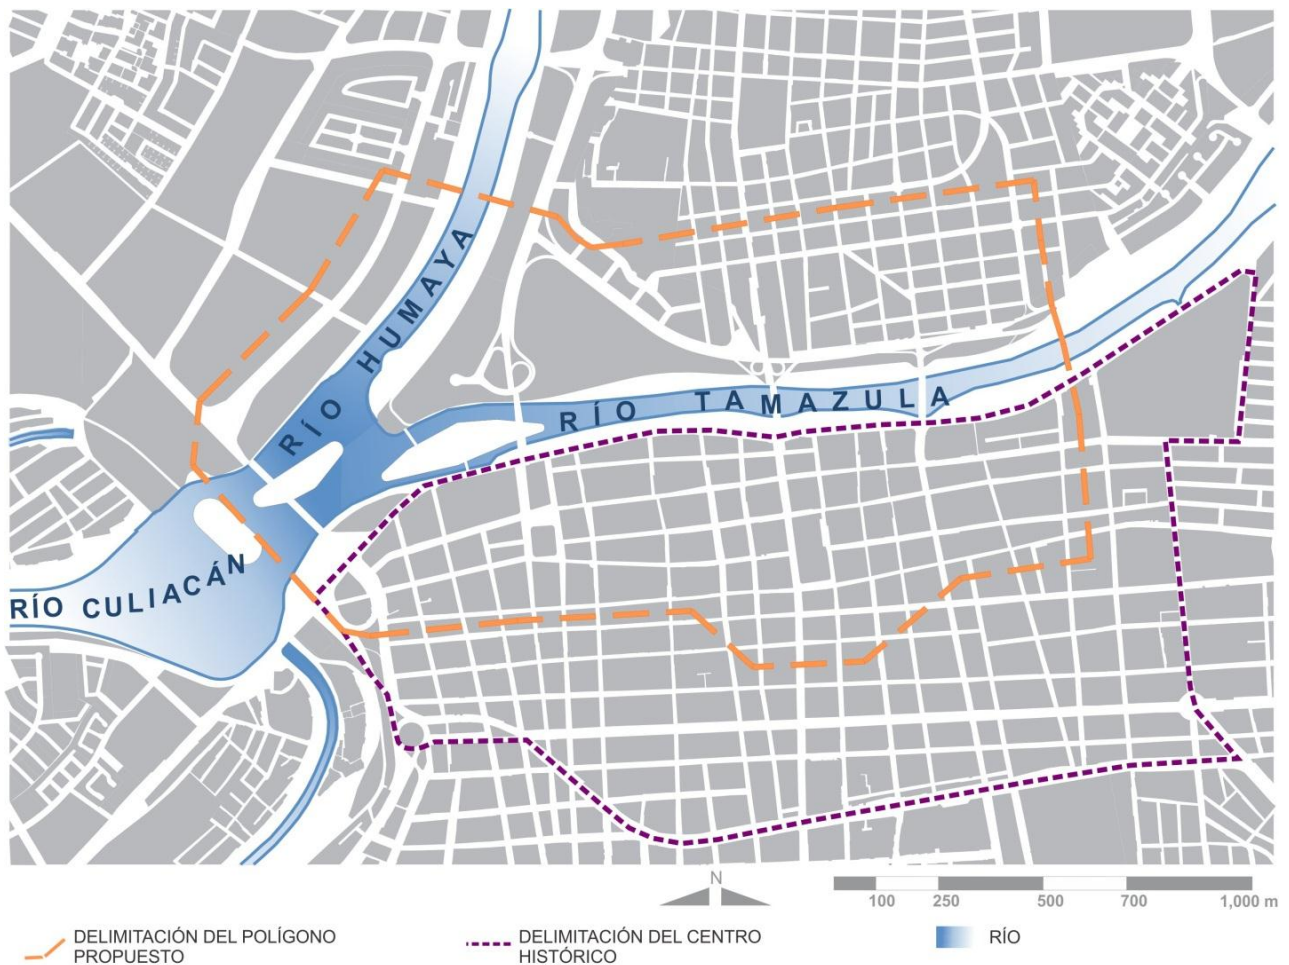 RÍO HUMAYA
RÍO TAMAZULA
RÍO CULIACÁN
N
100 250 500 700 1,000 m
DELIMITACIÓN DEL POLÍGONO
PROPUESTO
DELIMITACIÓN DEL CENTRO
HISTÓRICO
RÍO